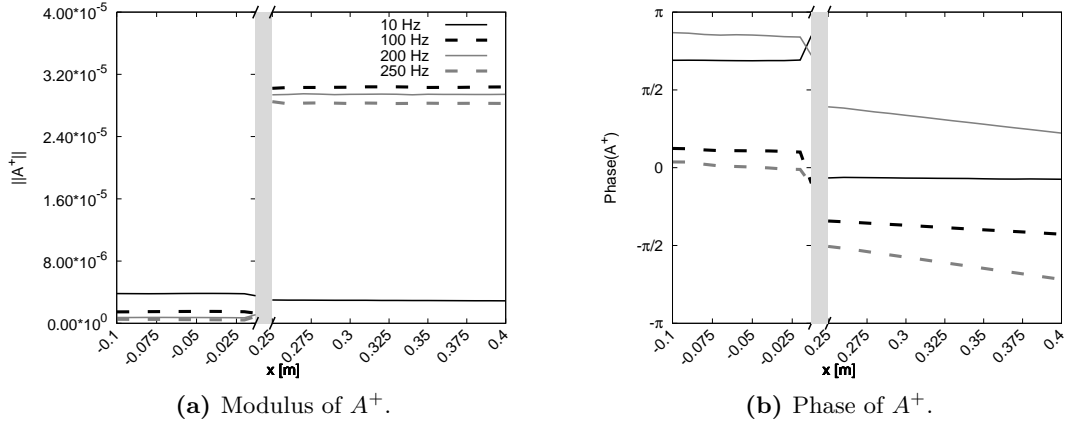 4.00*10^-5
3.20*10^-5
2.40*10^-5
1.60*10^-5
8.00*10^-6
0.00*10^0
||A^+||
10 Hz
100 Hz
200 Hz
250 Hz
-0.1
-0.075
-0.05
-0.025
0.25
0.275
0.3
0.325
0.35
0.375
0.4
x [m]
(a) Modulus of A^+.
π
π/2
0
-π/2
-π
Phase(A^+)
-0.1
-0.075
-0.05
-0.025
0.25
0.275
0.3
0.325
0.35
0.375
0.4
x [m]
(b) Phase of A^+.